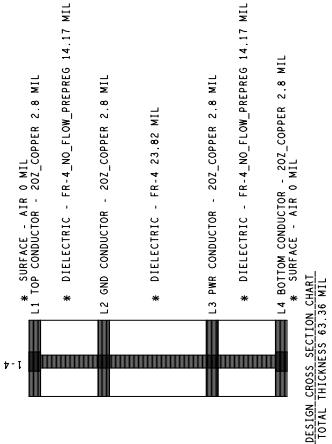 * SURFACE - AIR 0 MIL
L1 TOP CONDUCTOR - 2OZ_COPPER 2.8 MIL
* DIELECTRIC - FR-4_NO_FLOW_PREPREG 14.17 MIL
L2 GND CONDUCTOR - 2OZ_COPPER 2.8 MIL
* DIELECTRIC - FR-4 23.82 MIL
L3 PWR CONDUCTOR - 2OZ_COPPER 2.8 MIL
* DIELECTRIC - FR-4_NO_FLOW_PREPREG 14.17 MIL
L4 BOTTOM CONDUCTOR - 2OZ_COPPER 2.8 MIL
* SURFACE - AIR 0 MIL
1-4
DESIGN CROSS SECTION CHART
TOTAL THICKNESS 63.36 MIL